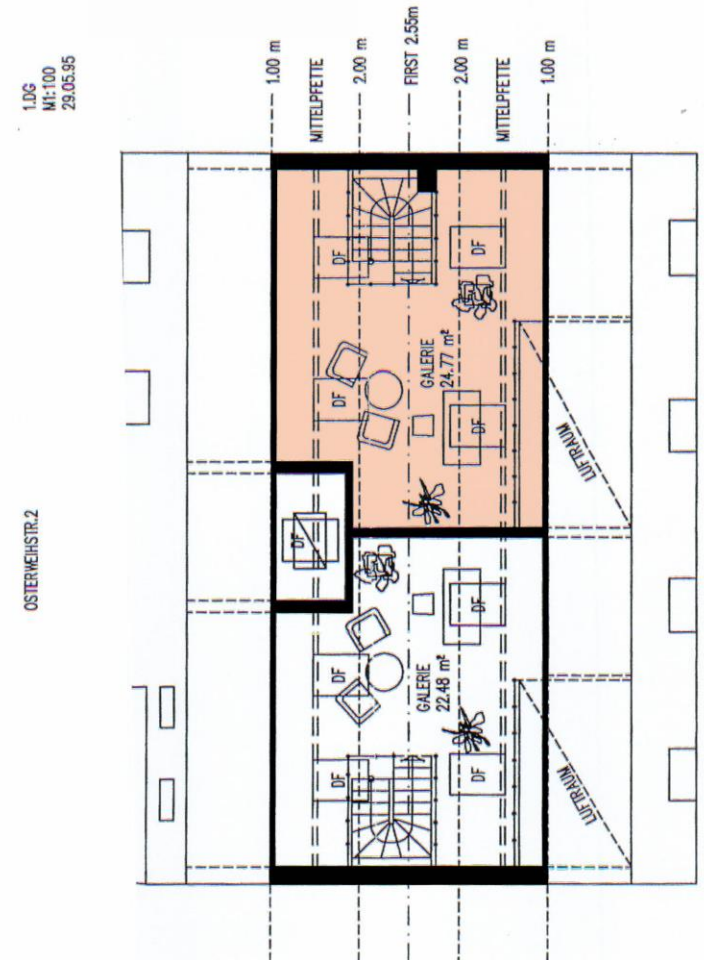 1.DG
M1:100
29.05.95
OSTERWEIHSTR.2
1.00 m
MITTELPFETTE
2.00 m
FIRST 2.55m
2.00 m
MITTELPFETTE
1.00 m
DF
DF
DF
GALERIE
24.77 m²
DF
LUFTRAUM
DF
DF
DF
GALERIE
22.48 m²
DF
DF
DF
LUFTRAUM